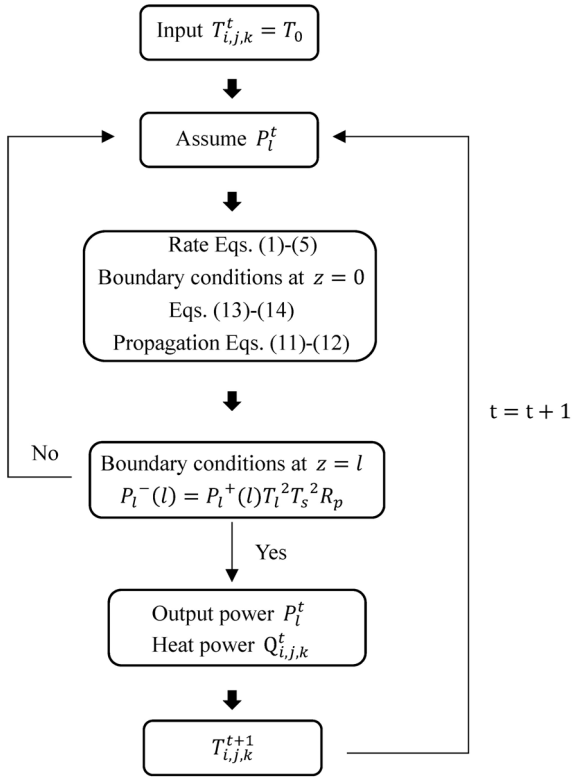 Input $T_{i,j,k}^{t} = T_0$
Assume $P_l^t$
Rate Eqs. (1)-(5)
Boundary conditions at $z = 0$
Eqs. (13)-(14)
Propagation Eqs. (11)-(12)
t = t + 1
No
Boundary conditions at $z = l$
$P_l^{-}(l) = P_l^{+}(l)T_l^2 T_s^2 R_p$
Yes
Output power $P_l^t$
Heat power $Q_{i,j,k}^{t}$
$T_{i,j,k}^{t+1}$